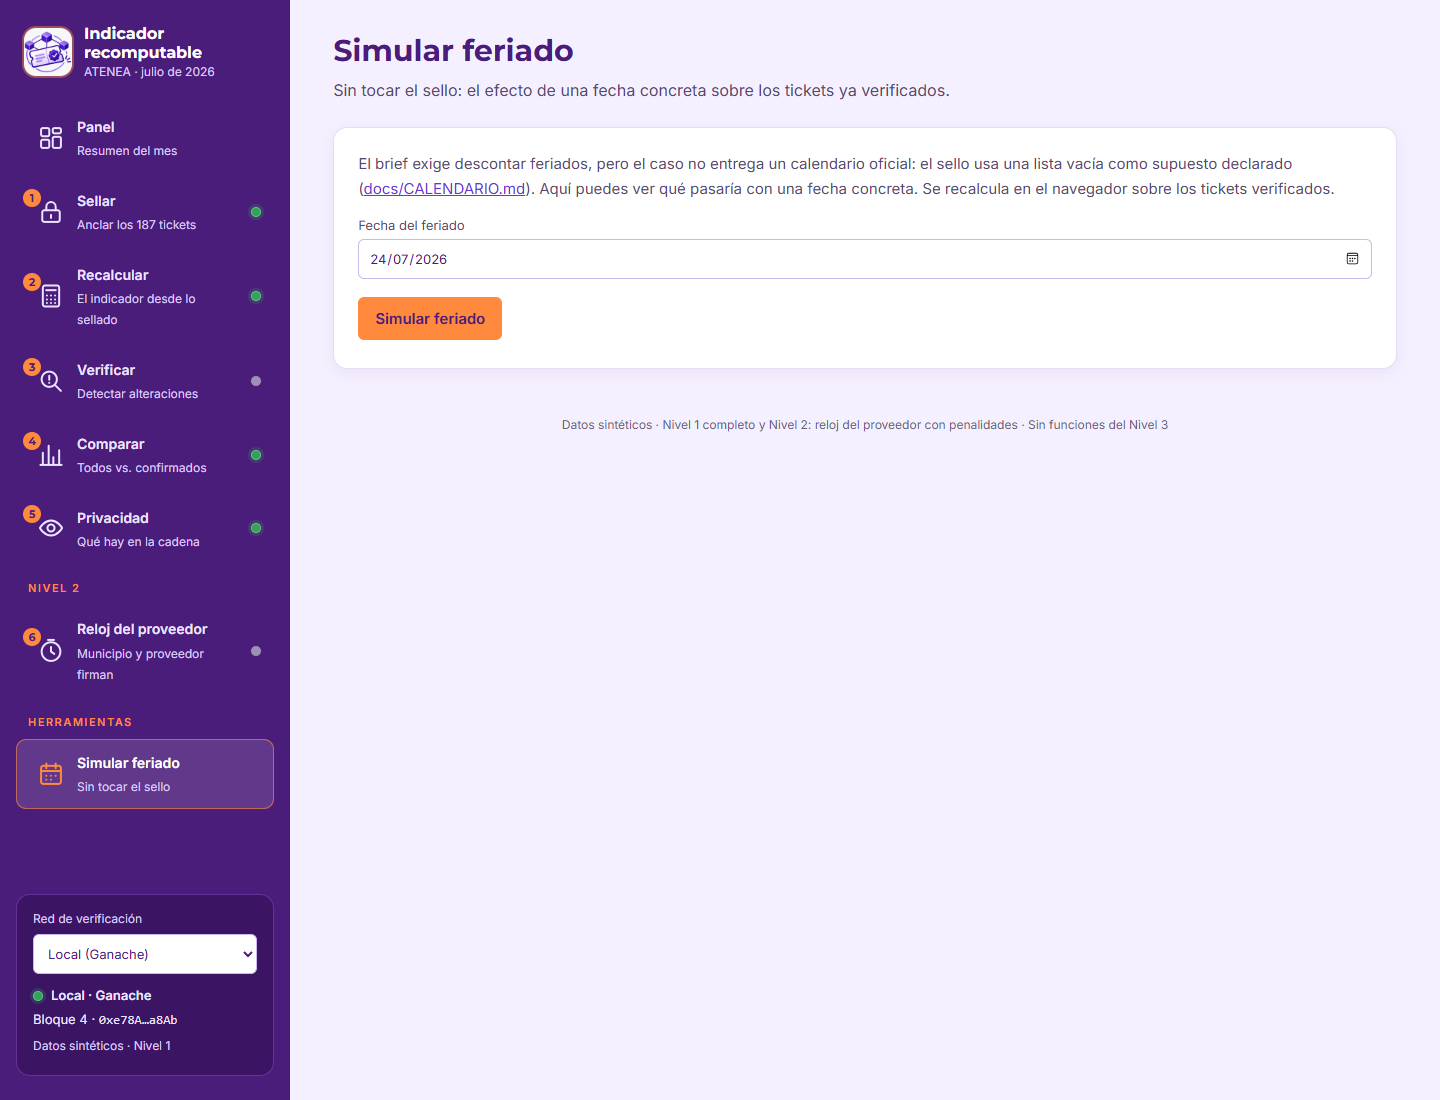 Indicador
recomputable
ATENEA · julio de 2026
Panel
Resumen del mes
1
Sellar
Anclar los 187 tickets
2
Recalcular
El indicador desde lo
sellado
3
Verificar
Detectar alteraciones
4
Comparar
Todos vs. confirmados
5
Privacidad
Qué hay en la cadena
NIVEL 2
6
Reloj del proveedor
Municipio y proveedor
firman
HERRAMIENTAS
Simular feriado
Sin tocar el sello
Red de verificación
Local (Ganache)
Local · Ganache
Bloque 4 · 0xe78A…a8Ab
Datos sintéticos · Nivel 1
Simular feriado
Sin tocar el sello: el efecto de una fecha concreta sobre los tickets ya verificados.
El brief exige descontar feriados, pero el caso no entrega un calendario oficial: el sello usa una lista vacía como supuesto declarado
(docs/CALENDARIO.md). Aquí puedes ver qué pasaría con una fecha concreta. Se recalcula en el navegador sobre los tickets verificados.
Fecha del feriado
24/07/2026
Simular feriado
Datos sintéticos · Nivel 1 completo y Nivel 2: reloj del proveedor con penalidades · Sin funciones del Nivel 3